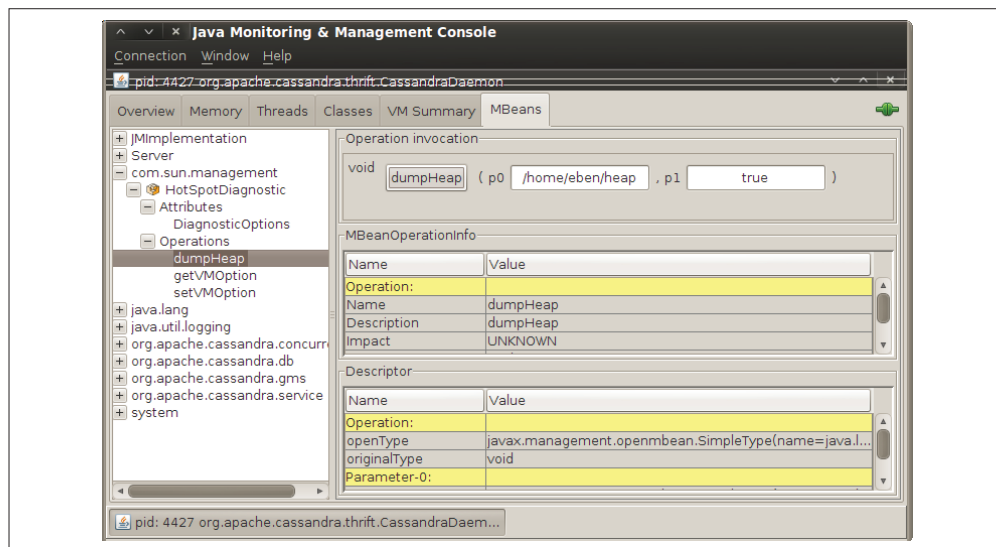 Java Monitoring & Management Console
Connection Window Help
pid: 4427 org.apache.cassandra.thrift.CassandraDaemon
Overview Memory Threads Classes VM Summary MBeans
JMImplementation
Server
com.sun.management
HotSpotDiagnostic
Attributes
DiagnosticOptions
Operations
dumpHeap
getVMOption
setVMOption
java.lang
java.util.logging
org.apache.cassandra.concurr
org.apache.cassandra.db
org.apache.cassandra.gms
org.apache.cassandra.service
system
Operation invocation
void dumpHeap ( p0 /home/eben/heap , p1 true )
MBeanOperationInfo
Name Value
Operation:
Name dumpHeap
Description dumpHeap
Impact UNKNOWN
Descriptor
Name Value
Operation:
openType javax.management.openmbean.SimpleType(name=java.l...
originalType void
Parameter-0:
pid: 4427 org.apache.cassandra.thrift.CassandraDaem...